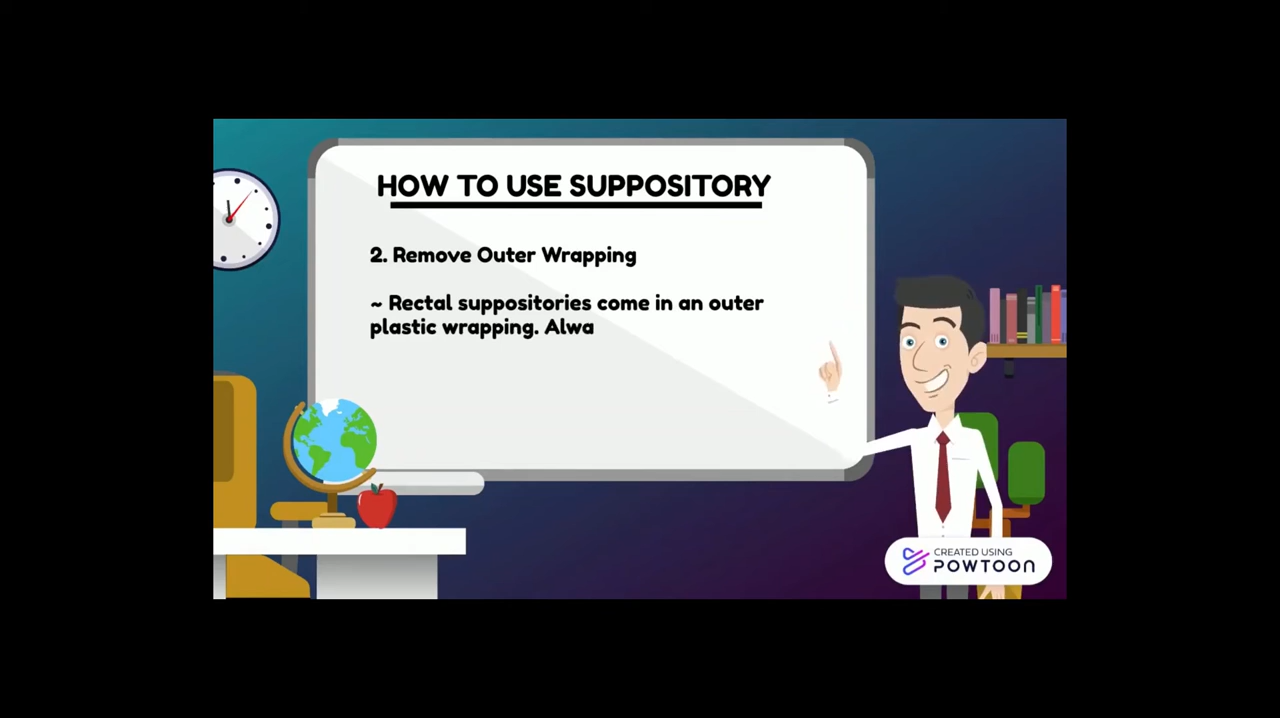 HOW TO USE SUPPOSITORY
2. Remove Outer Wrapping
~ Rectal suppositories come in an outer
plastic wrapping. Alwa
CREATED USING
POWTOON